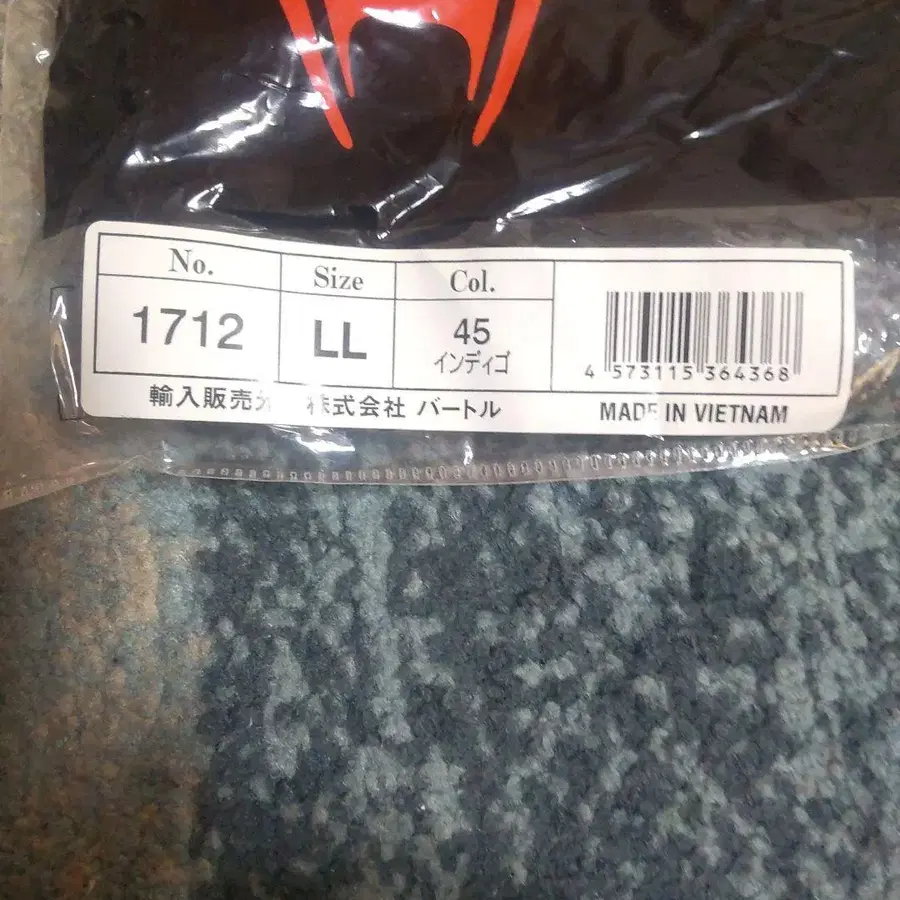 No. Size Col.
1712 LL 45
インディゴ
4 573115 364368
輸入販売 株式会社 バートル MADE IN VIETNAM